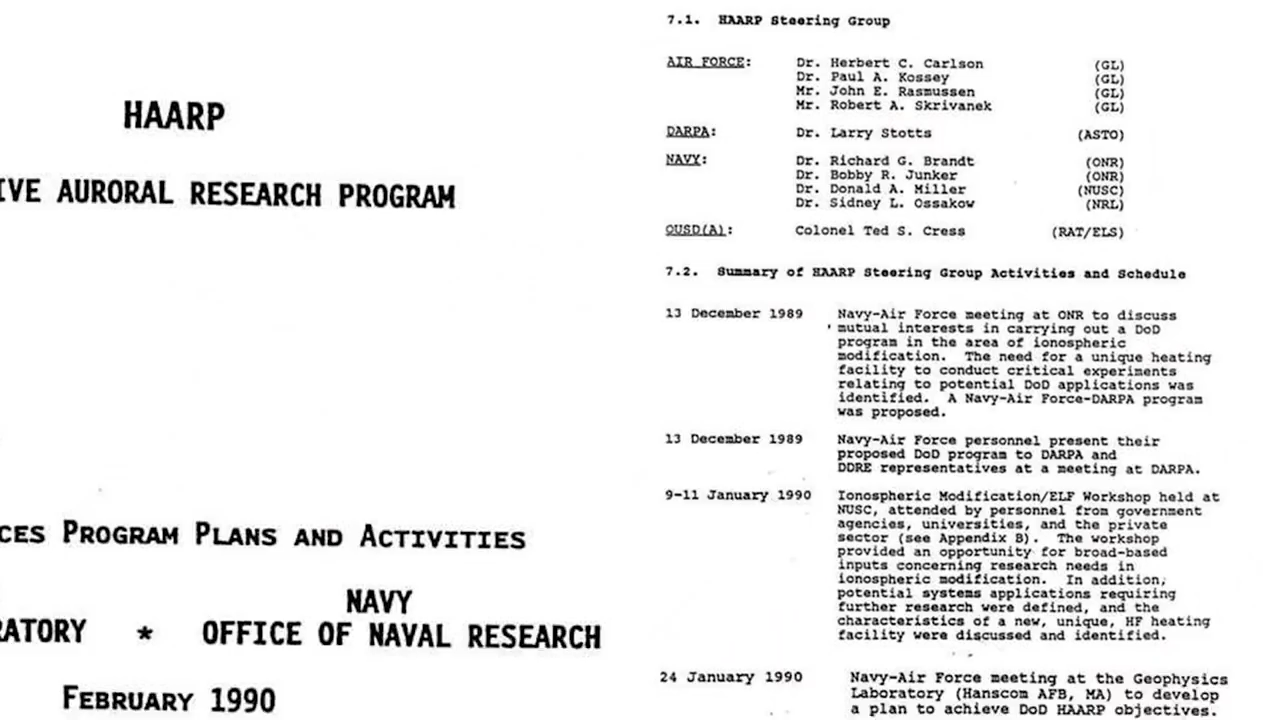 HAARP
IVE AURORAL RESEARCH PROGRAM
CES PROGRAM PLANS AND ACTIVITIES
NAVY
RATORY * OFFICE OF NAVAL RESEARCH
FEBRUARY 1990
7.1. HAARP Steering Group
AIR FORCE: Dr. Herbert C. Carlson (GL)
Dr. Paul A. Kossey (GL)
Mr. John E. Rasmussen (GL)
Mr. Robert A. Skrivanek (GL)
DARPA: Dr. Larry Stotts (ASTO)
NAVY: Dr. Richard G. Brandt (ONR)
Dr. Bobby R. Junker (ONR)
Dr. Donald A. Miller (NUSC)
Dr. Sidney L. Ossakow (NRL)
OUSD(A): Colonel Ted S. Cress (RAT/ELS)
7.2. Summary of HAARP Steering Group Activities and Schedule
13 December 1989 Navy-Air Force meeting at ONR to discuss
mutual interests in carrying out a DoD
program in the area of ionospheric
modification. The need for a unique heating
facility to conduct critical experiments
relating to potential DoD applications was
identified. A Navy-Air Force-DARPA program
was proposed.
13 December 1989 Navy-Air Force personnel present their
proposed DoD program to DARPA and
DDRE representatives at a meeting at DARPA.
9-11 January 1990 Ionospheric Modification/ELF Workshop held at
NUSC, attended by personnel from government
agencies, universities, and the private
sector (see Appendix B). The workshop
provided an opportunity for broad-based
inputs concerning research needs in
ionospheric modification. In addition,
potential systems applications requiring
further research were defined, and the
characteristics of a new, unique, HF heating
facility were discussed and identified.
24 January 1990 Navy-Air Force meeting at the Geophysics
Laboratory (Hanscom AFB, MA) to develop
a plan to achieve DoD HAARP objectives.